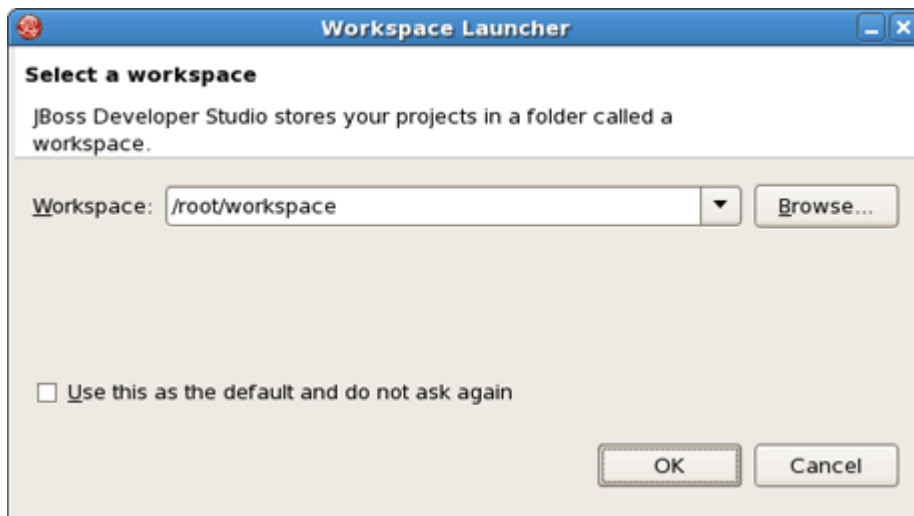 Workspace Launcher
Select a workspace
JBoss Developer Studio stores your projects in a folder called a
workspace.
Workspace: /root/workspace Browse...
Use this as the default and do not ask again
OK Cancel